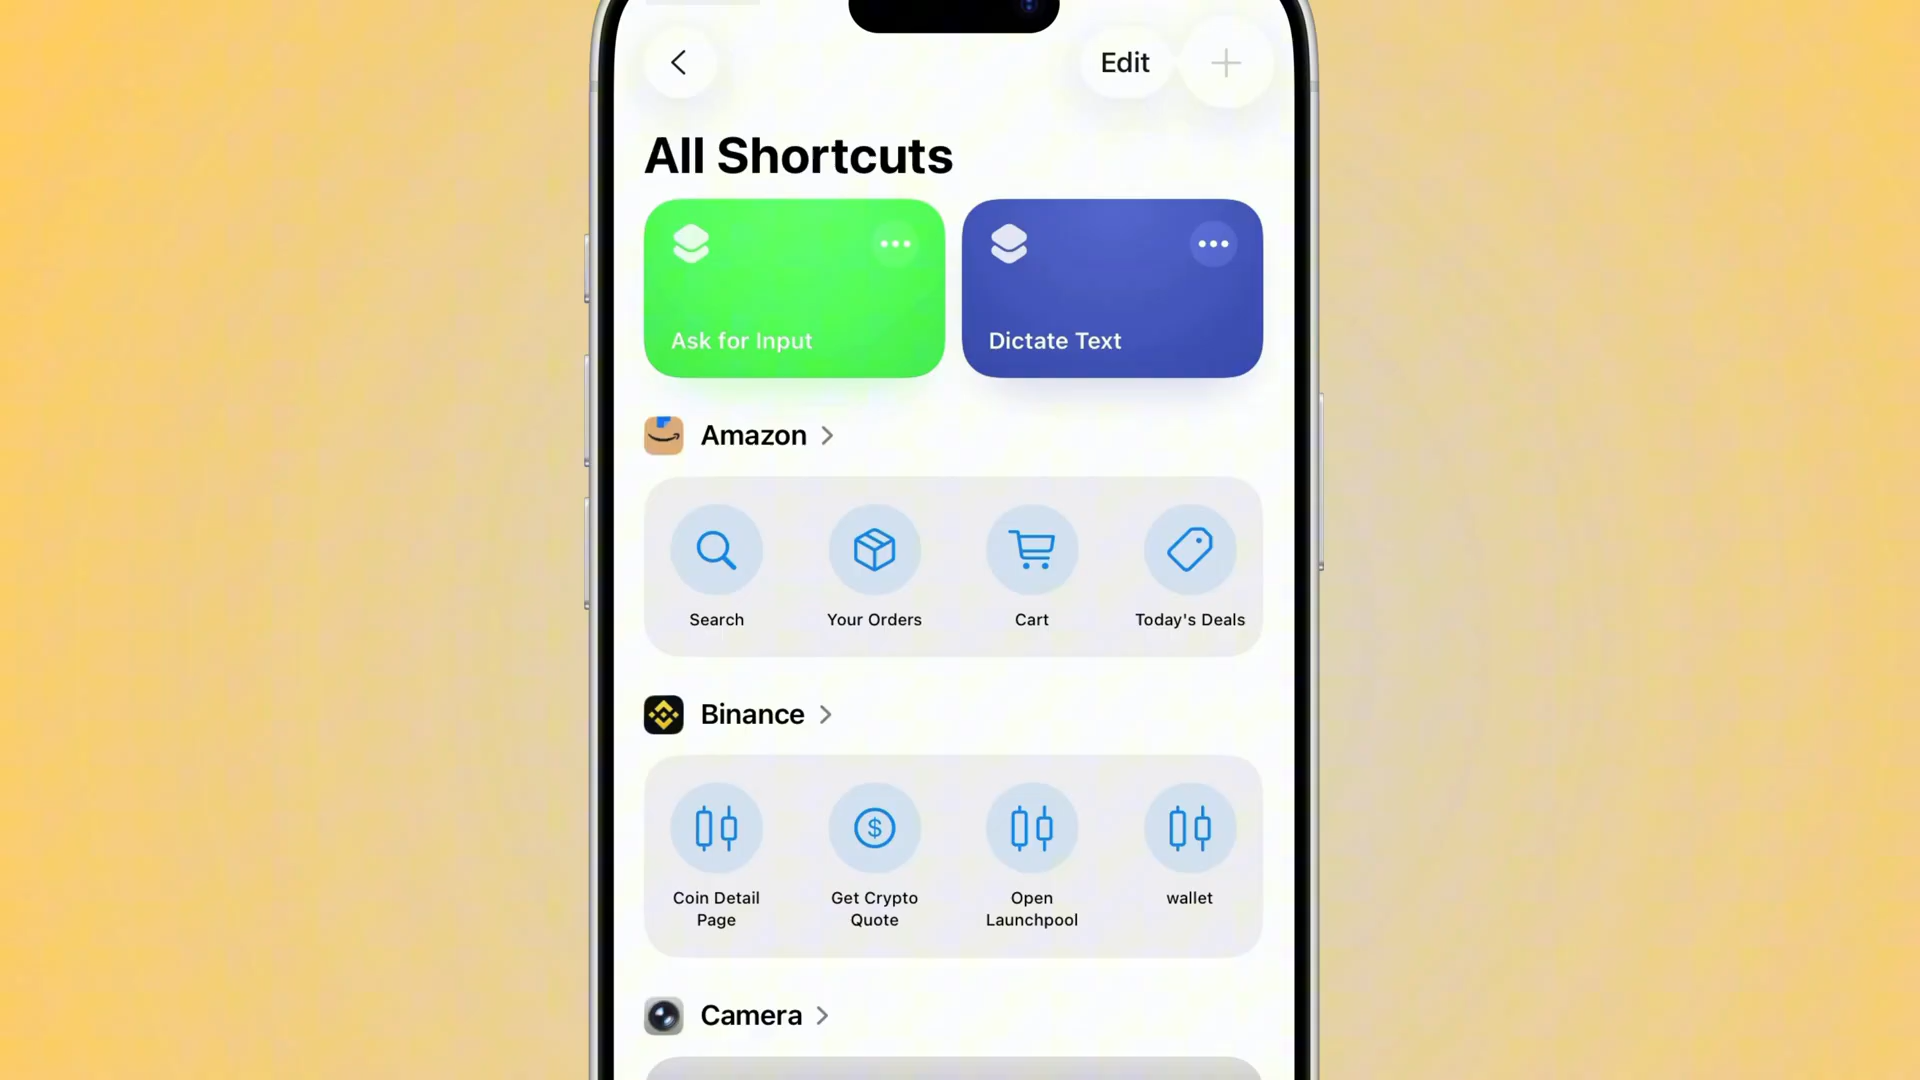 Edit
All Shortcuts
Ask for Input
Dictate Text
Amazon
Search
Your Orders
Cart
Today's Deals
Binance
Coin Detail
Page
Get Crypto
Quote
Open
Launchpool
wallet
Camera